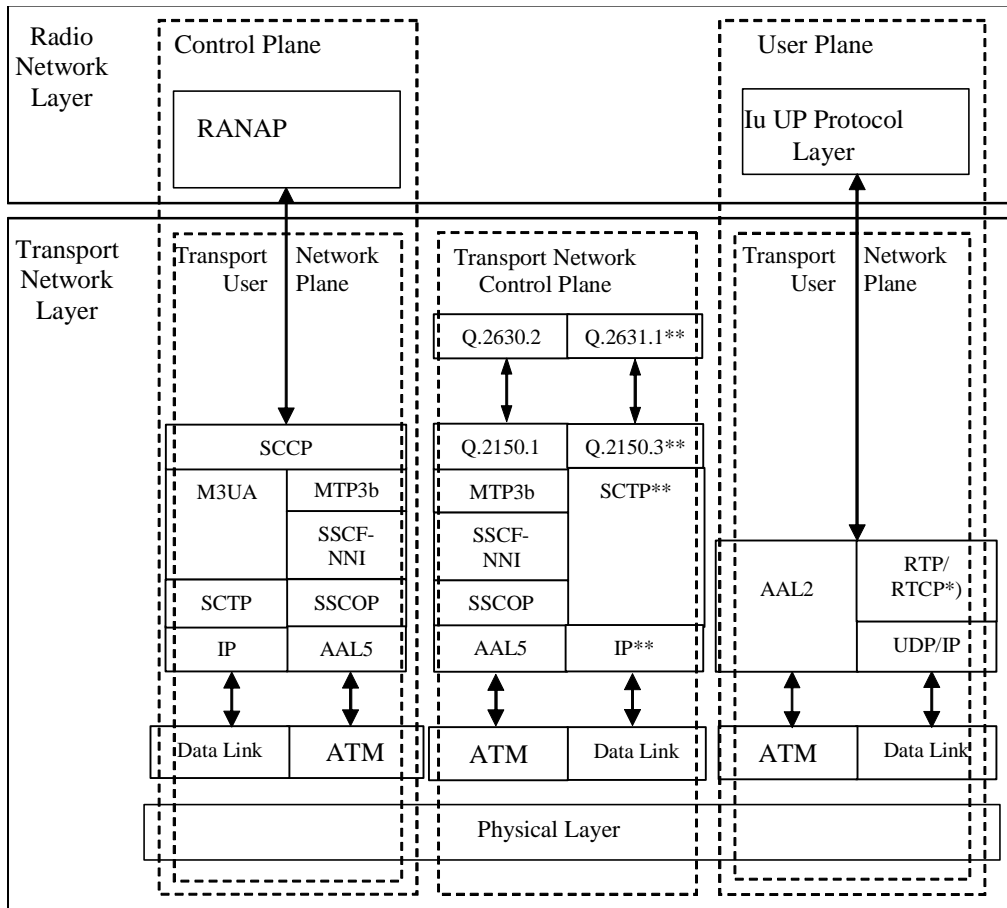 Radio
Network
Layer
Control Plane
User Plane
RANAP
Iu UP Protocol
Layer
Transport
Network
Layer
Transport Network
User Plane
Transport Network
Control Plane
Transport Network
User Plane
Q.2630.2
Q.2631.1**
SCCP
Q.2150.1
Q.2150.3**
M3UA
MTP3b
MTP3b
SCTP**
SSCF-
NNI
SSCF-
NNI
AAL2
RTP/
RTCP*)
SCTP
SSCOP
SSCOP
IP
AAL5
AAL5
IP**
UDP/IP
Data Link
ATM
ATM
Data Link
ATM
Data Link
Physical Layer